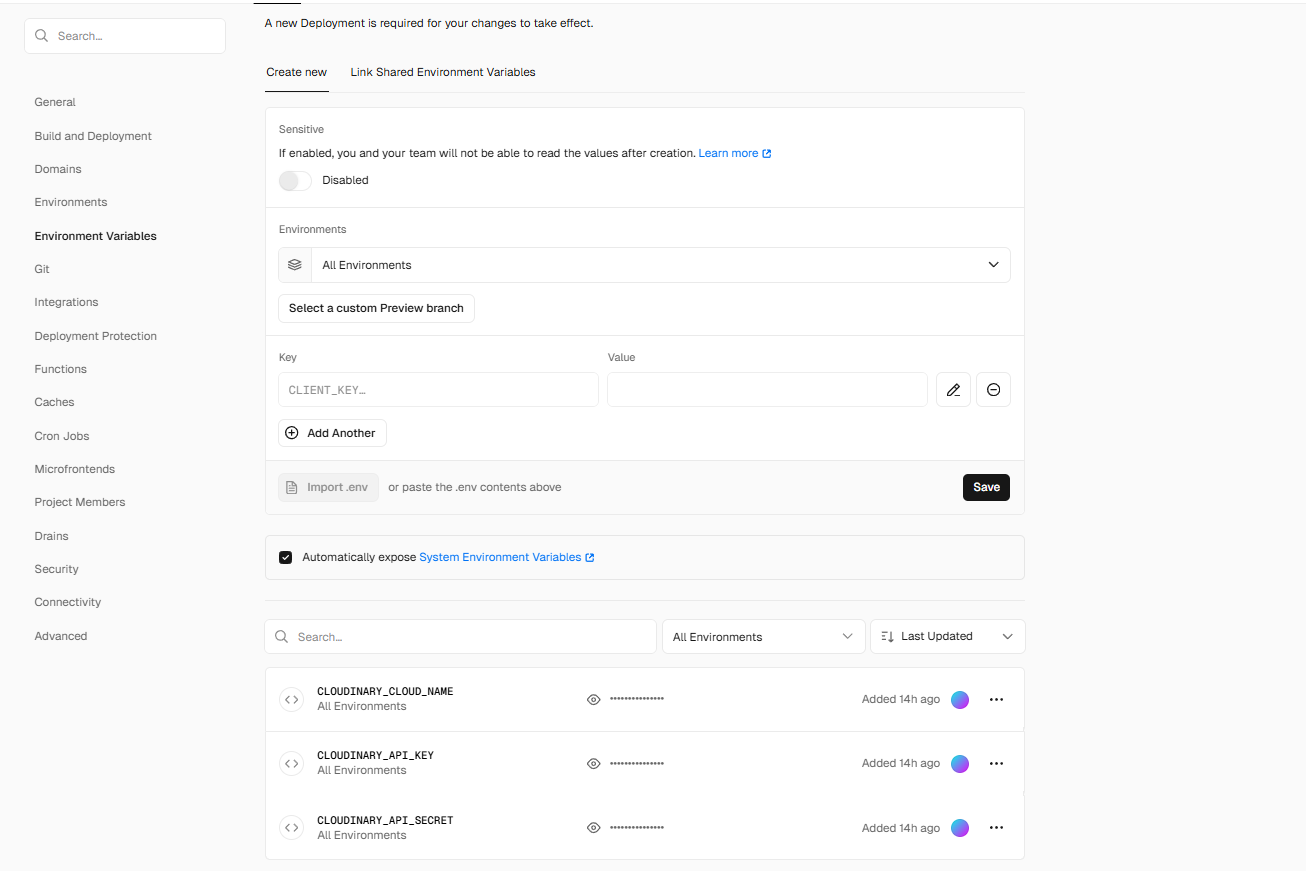 A new Deployment is required for your changes to take effect.
Search...
General
Build and Deployment
Domains
Environments
Environment Variables
Git
Integrations
Deployment Protection
Functions
Caches
Cron Jobs
Microfrontends
Project Members
Drains
Security
Connectivity
Advanced
Create new
Link Shared Environment Variables
Sensitive
If enabled, you and your team will not be able to read the values after creation. Learn more
Disabled
Environments
All Environments
Select a custom Preview branch
Key
Value
CLIENT_KEY...
Add Another
Import .env
or paste the .env contents above
Save
Automatically expose System Environment Variables
Search...
All Environments
Last Updated
CLOUDINARY_CLOUD_NAME
All Environments
••••••••••••••
Added 14h ago
CLOUDINARY_API_KEY
All Environments
••••••••••••••
Added 14h ago
CLOUDINARY_API_SECRET
All Environments
••••••••••••••
Added 14h ago